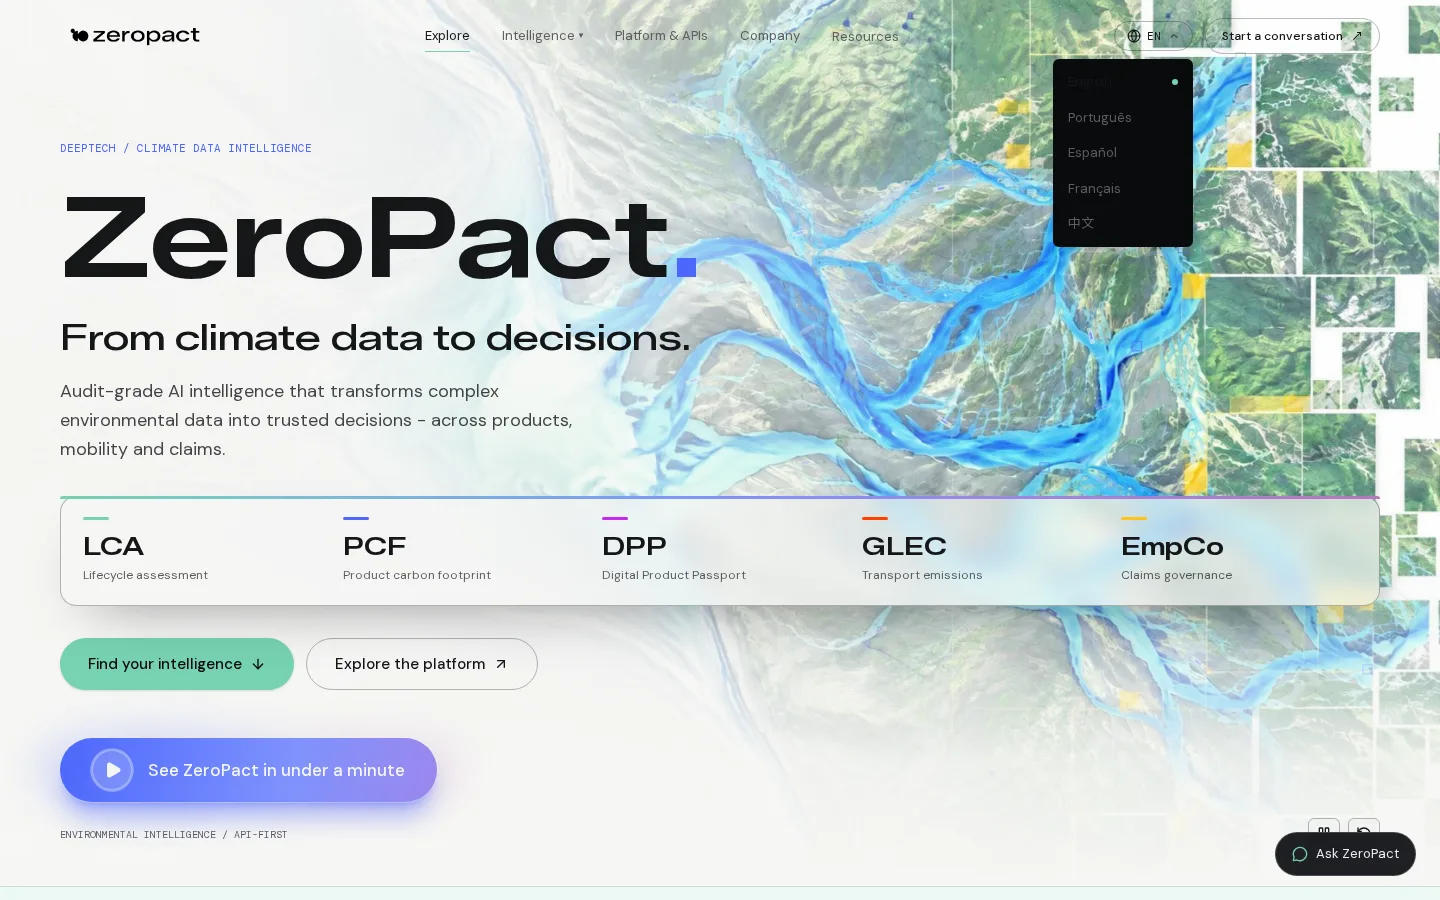 zeropact
Explore
Intelligence ▾
Platform & APIs
Company
Resources
EN
Start a conversation ↗
English
Português
Español
Français
中文
DEEPTECH / CLIMATE DATA INTELLIGENCE
ZeroPact.
From climate data to decisions.
Audit-grade AI intelligence that transforms complex
environmental data into trusted decisions - across products,
mobility and claims.
LCA
Lifecycle assessment
PCF
Product carbon footprint
DPP
Digital Product Passport
GLEC
Transport emissions
EmpCo
Claims governance
Find your intelligence ↓
Explore the platform ↗
See ZeroPact in under a minute
ENVIRONMENTAL INTELLIGENCE / API-FIRST
Ask ZeroPact